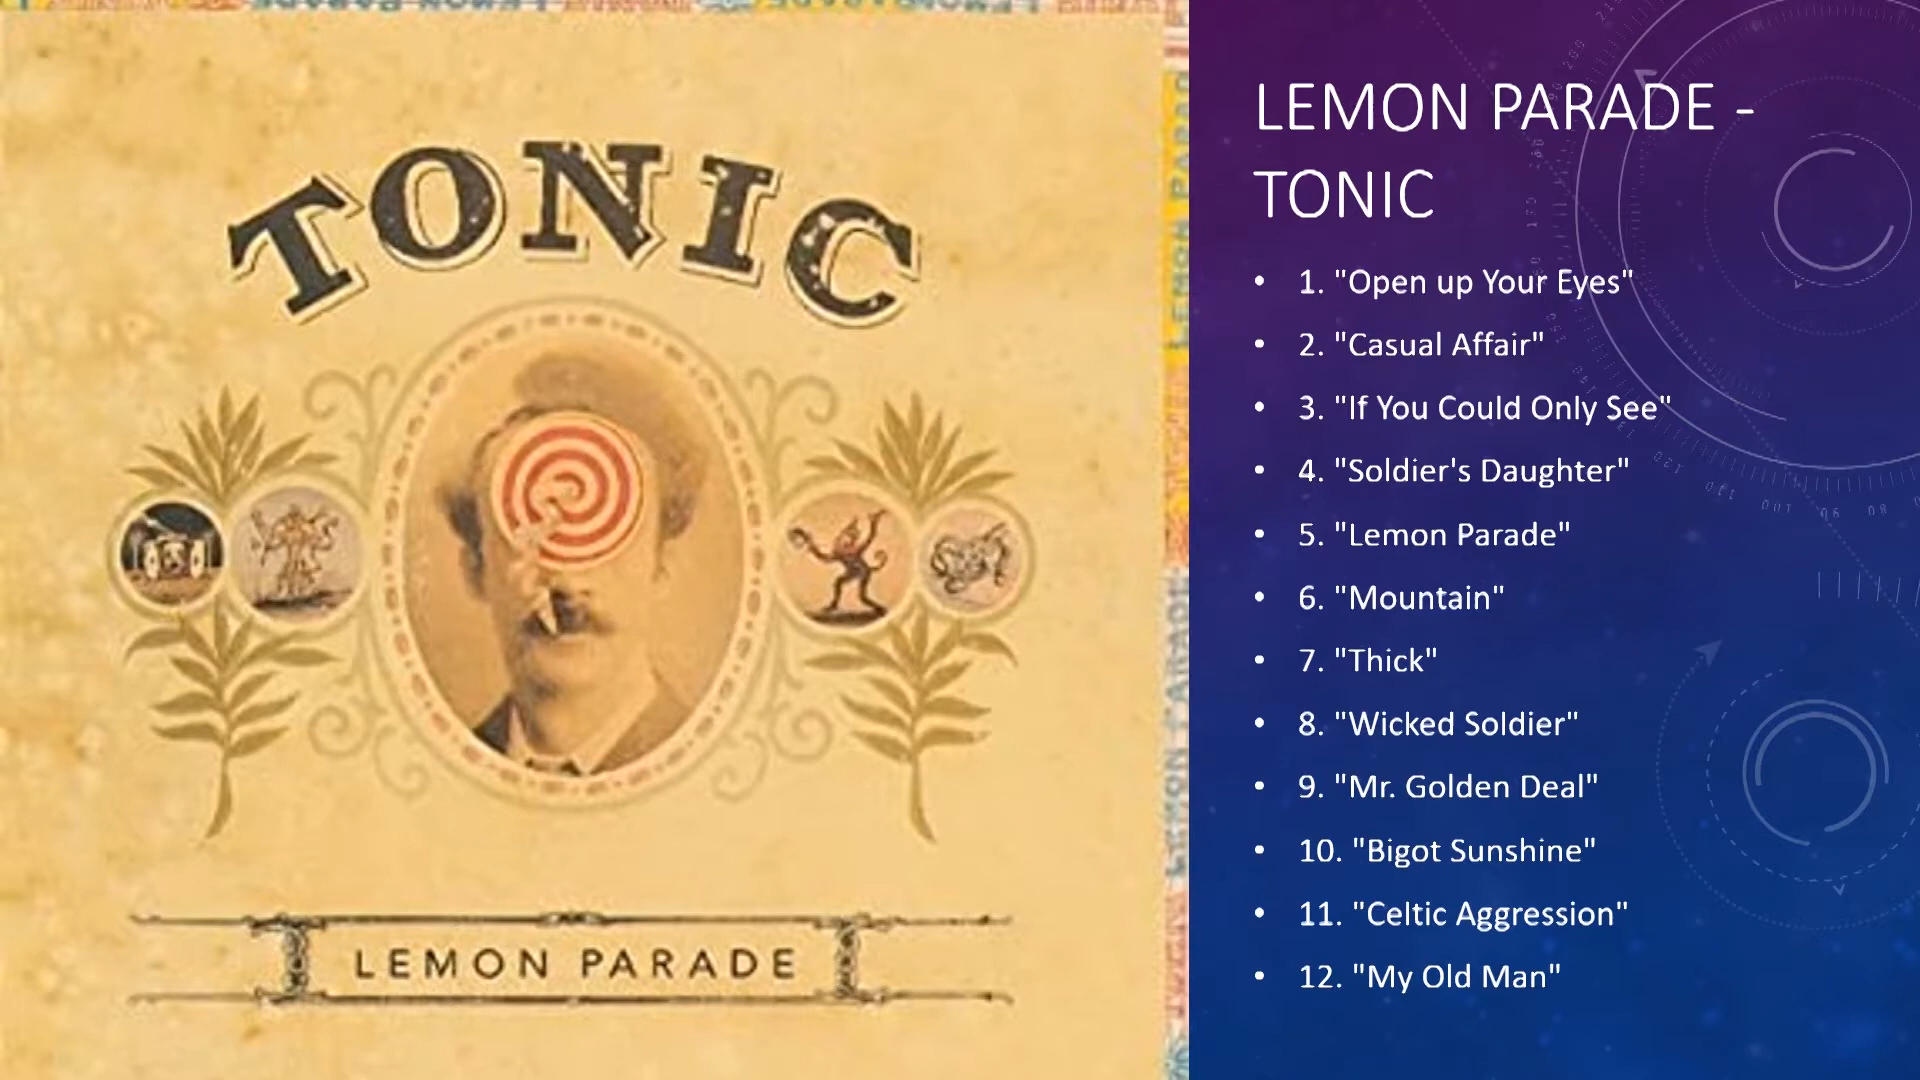 TONIC
LEMON PARADE
LEMON PARADE -
TONIC
• 1. "Open up Your Eyes"
• 2. "Casual Affair"
• 3. "If You Could Only See"
• 4. "Soldier's Daughter"
• 5. "Lemon Parade"
• 6. "Mountain"
• 7. "Thick"
• 8. "Wicked Soldier"
• 9. "Mr. Golden Deal"
• 10. "Bigot Sunshine"
• 11. "Celtic Aggression"
• 12. "My Old Man"